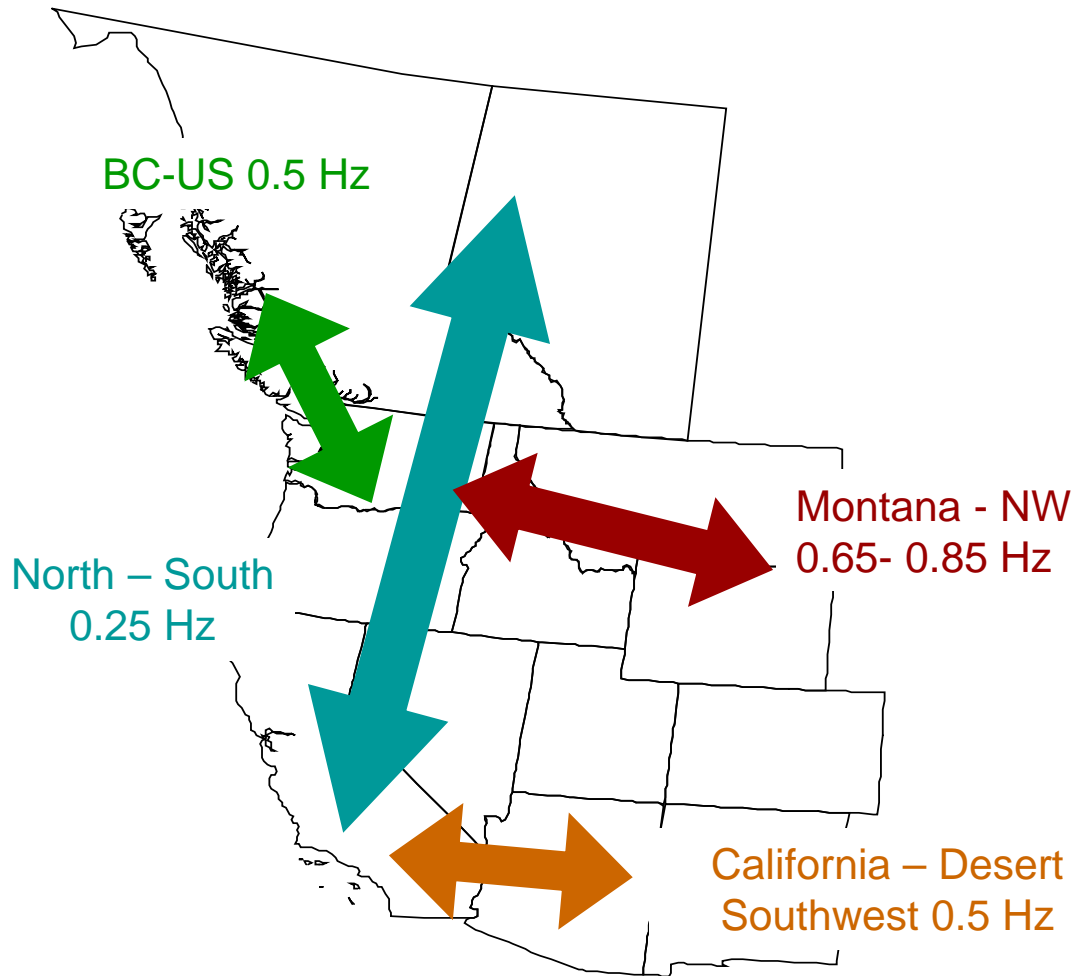 BC-US 0.5 Hz
Montana - NW
0.65- 0.85 Hz
North – South
0.25 Hz
California – Desert
Southwest 0.5 Hz